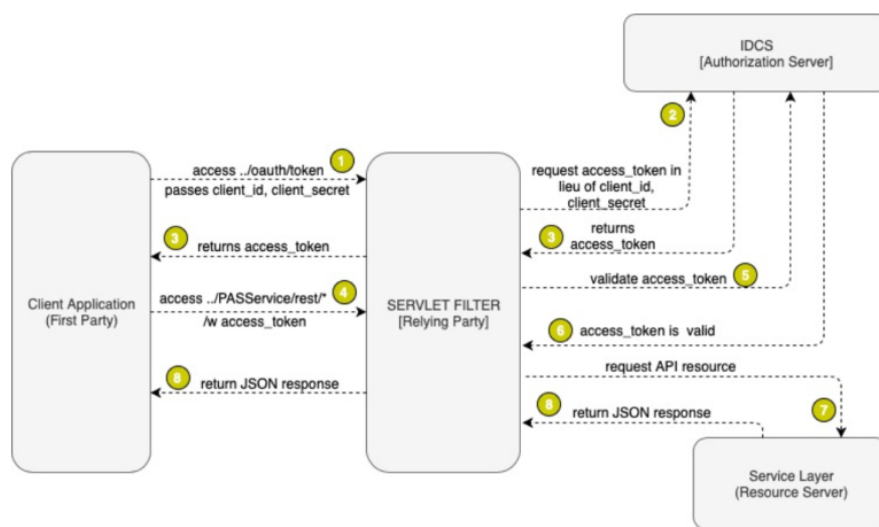 IDCS
[Authorization Server]
2
1
access ../oauth/token
passes client_id, client_secret
request access_token in
lieu of client_id,
client_secret
3
returns access_token
3
returns
access_token
validate access_token
5
Client Application
(First Party)
access ../PASService/rest/*
4
/w access_token
SERVLET FILTER
[Relying Party]
6
access_token is valid
request API resource
8
return JSON response
8
return JSON response
7
Service Layer
(Resource Server)